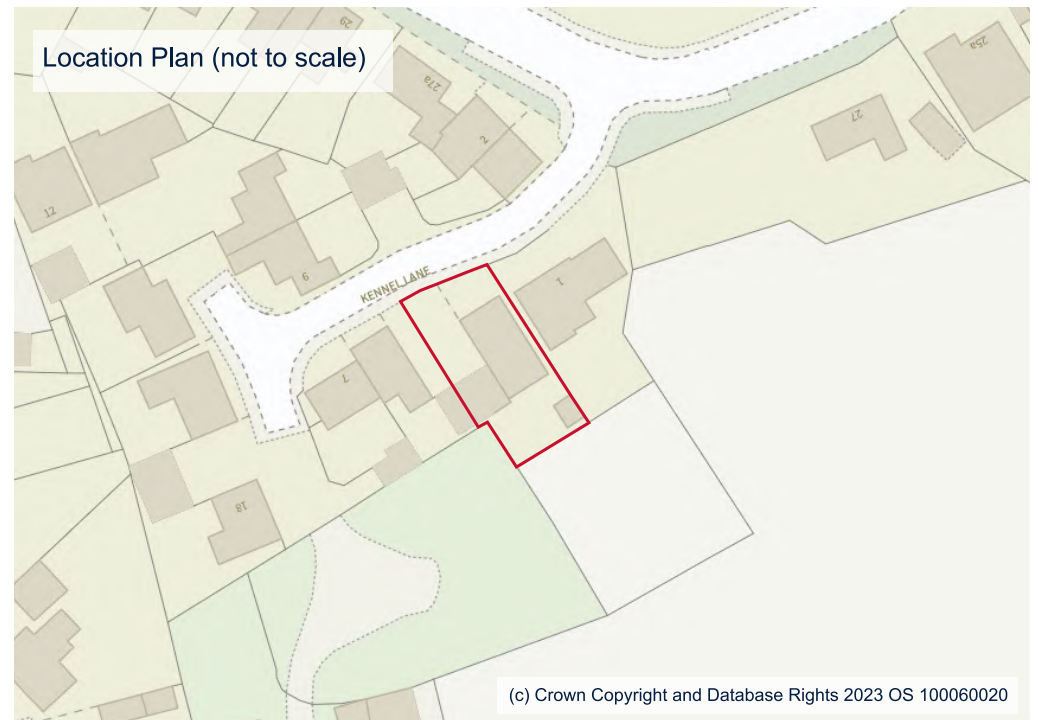 Location Plan (not to scale)
29
27a
25a
2
27
12
6
KENNEL LANE
1
7
18
(c) Crown Copyright and Database Rights 2023 OS 100060020